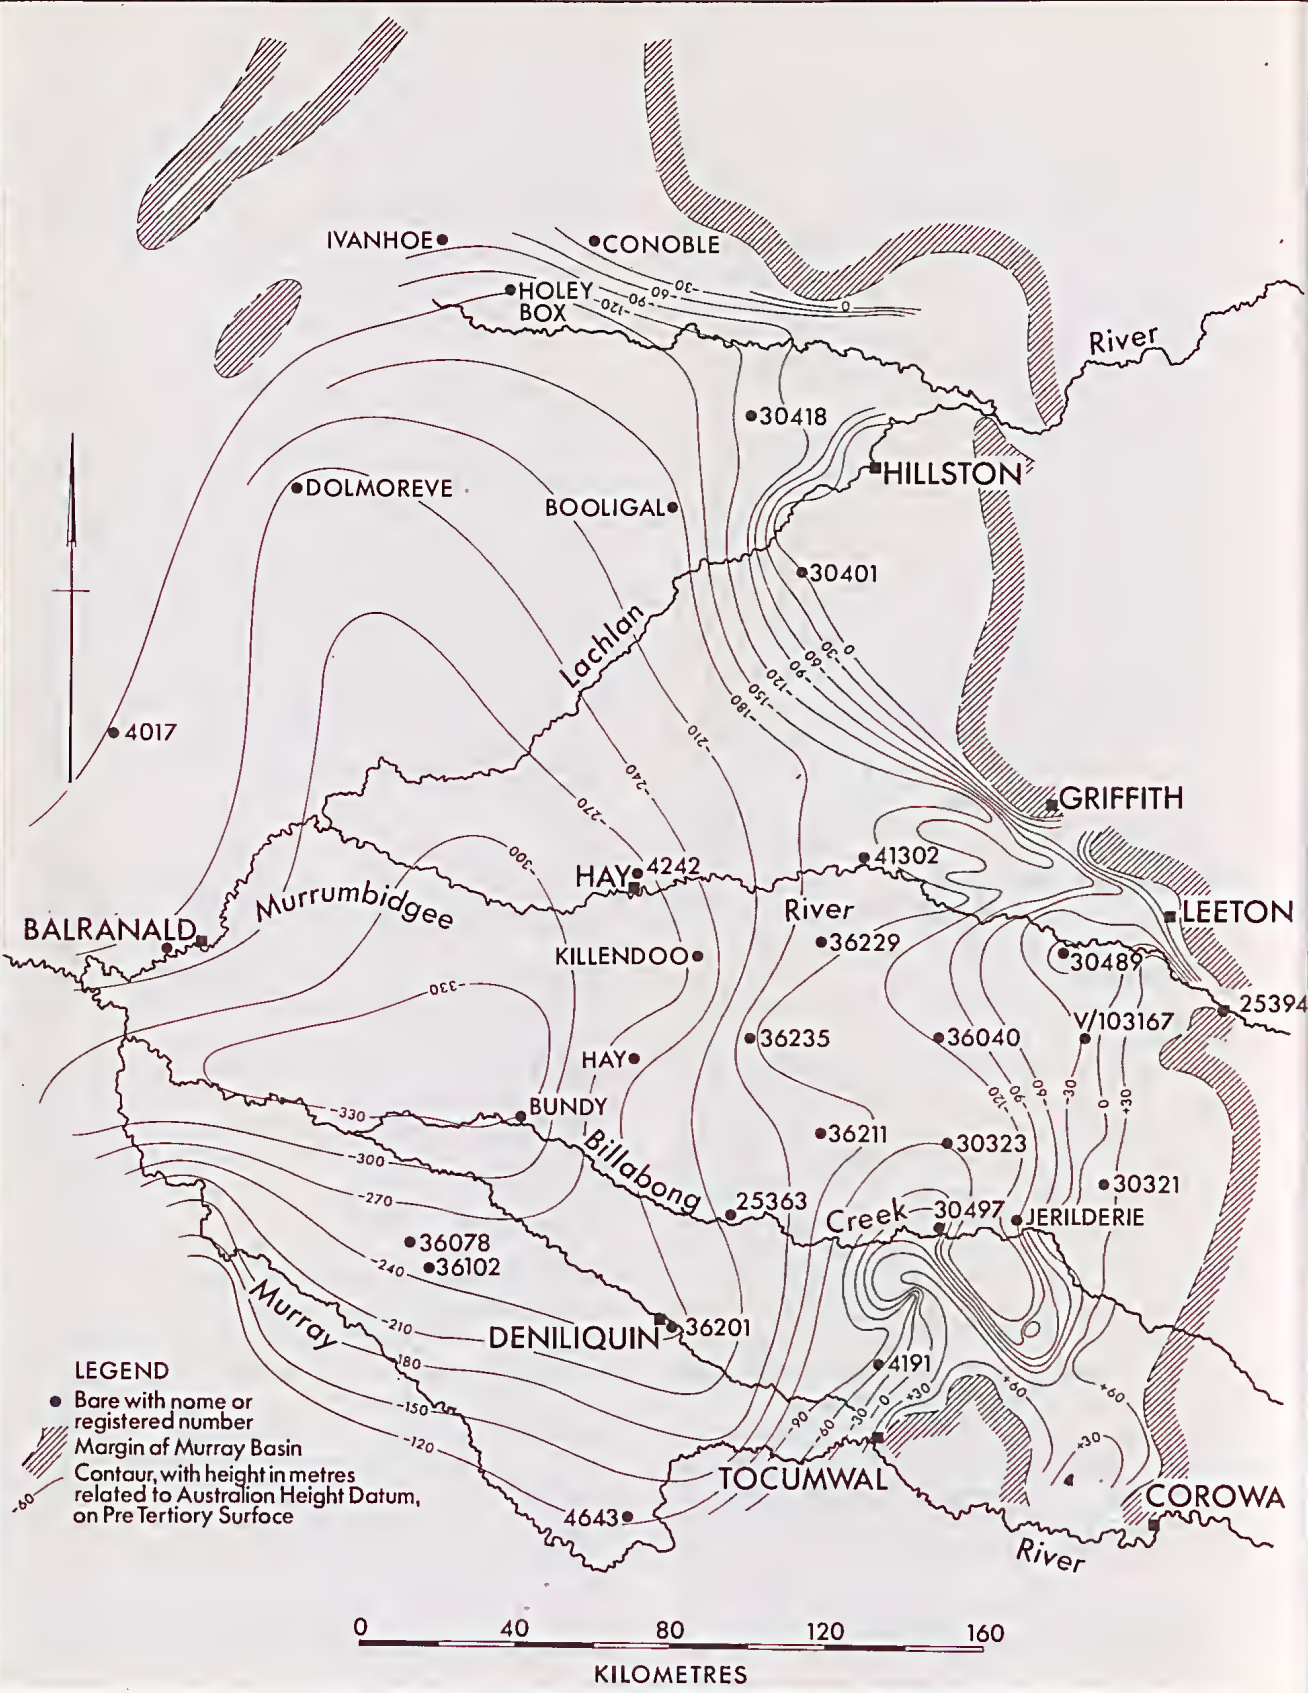 IVANHOE
CONOBLE
HOLEY
BOX
-30-
-60-
-90-
-120-
0
River
30418
HILLSTON
DOLMOREVE
BOOLIGAL
30401
Lachlan
0
-30-
-60-
-90-
-120-
-150-
-180-
-210-
-240-
-270-
-300-
4017
GRIFFITH
41302
HAY
4242
Murrumbidgee
River
LEETON
BALRANALD
36229
KILLENDOO
30489
-330-
25394
V/103167
36235
36040
HAY
-120-
-90-
-60-
-30
0
+30
BUNDY
-330
-300
-270
-240
-210
-180
-150
-120
Billabong
Creek
36211
30323
30321
25363
30497
JERILDERIE
36078
36102
Murray
DENILIQUIN
36201
4191
-90
-60
-30
0
+30
+60
+60
+30
TOCUMWAL
COROWA
4643
River
LEGEND
Bore with name or
registered number
Margin of Murray Basin
Contour, with height in metres
related to Australian Height Datum,
on Pre Tertiary Surface
-60
0 40 80 120 160
KILOMETRES